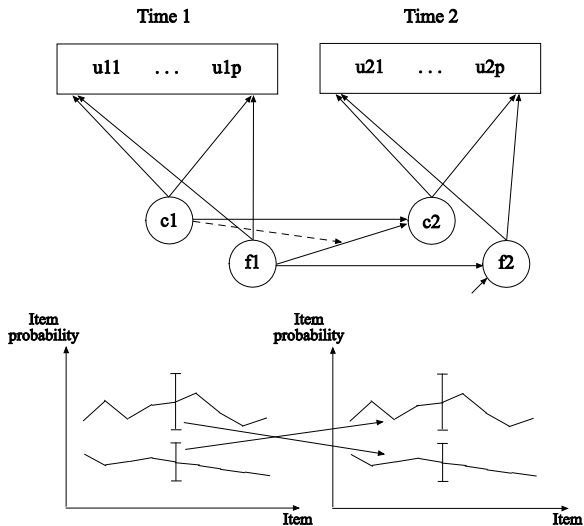 Time 1
Time 2
u11 ... u1p
u21 ... u2p
c1
c2
f1
f2
Item
probability
Item
probability
Item
Item